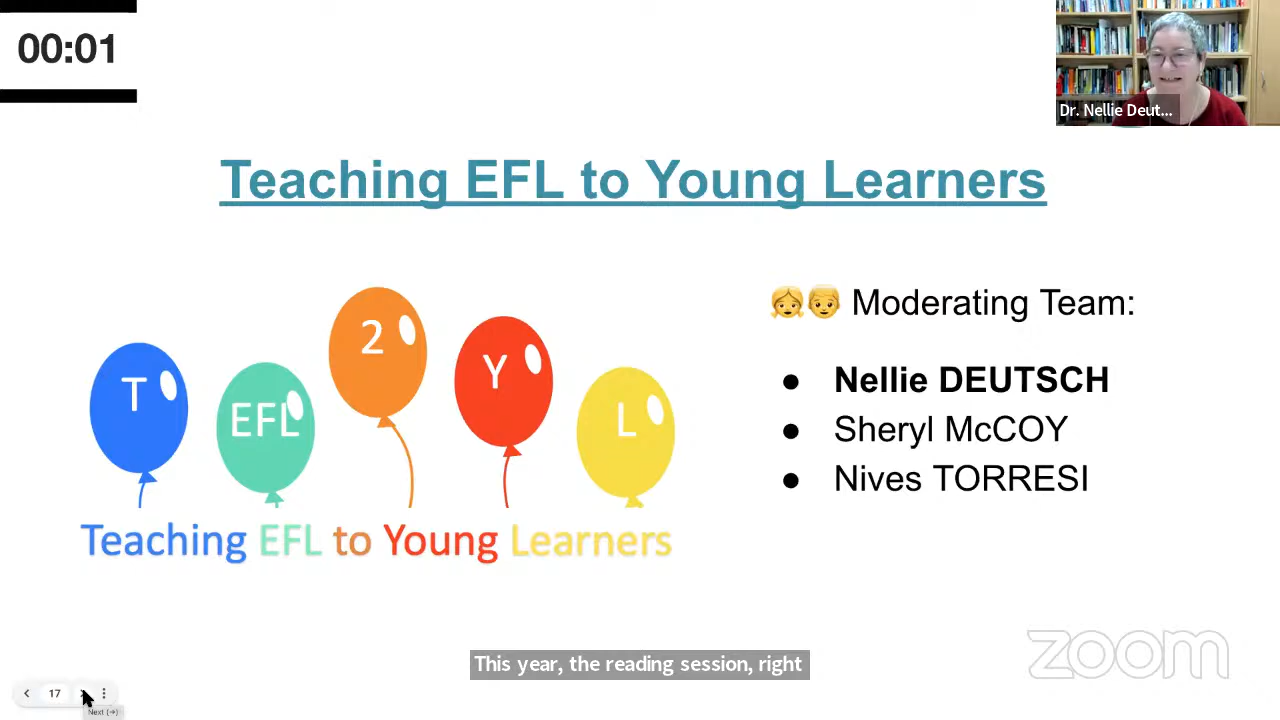 00:01
Dr. Nellie Deut...
Teaching EFL to Young Learners
T
EFL
2
Y
L
Teaching EFL to Young Learners
👧👦 Moderating Team:
● Nellie DEUTSCH
● Sheryl McCOY
● Nives TORRESI
This year, the reading session, right
zoom
17
Next (→)